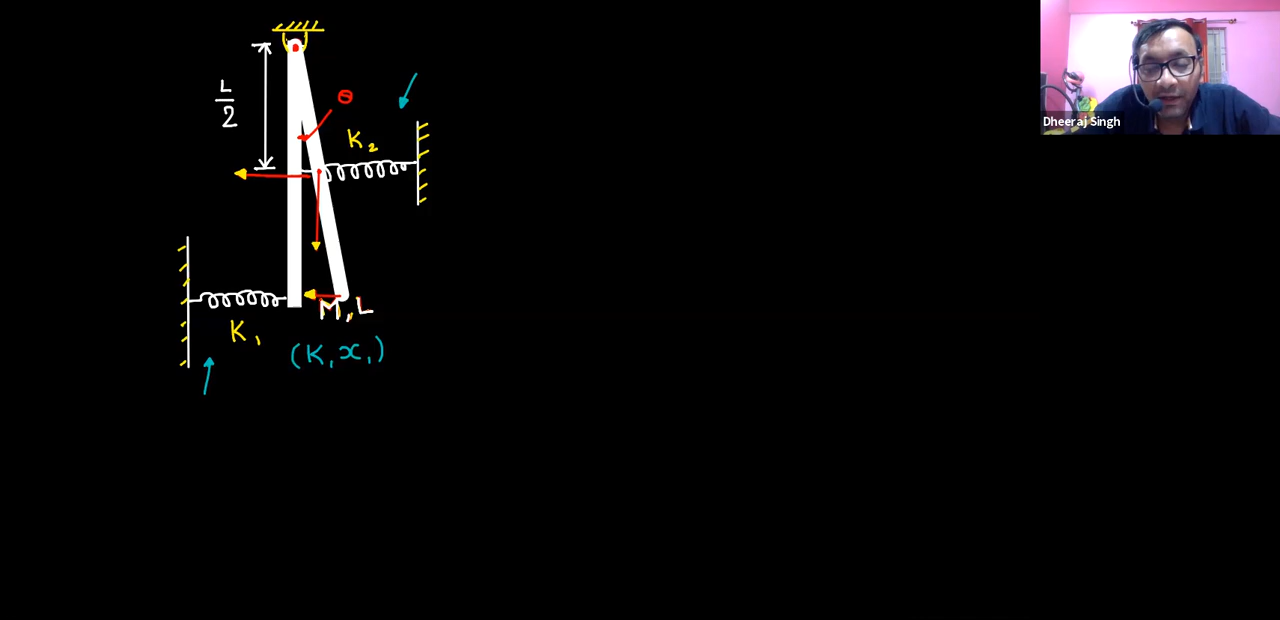 L
2
θ
K₂
Dheeraj Singh
M, L
K₁
(K₁x₁)